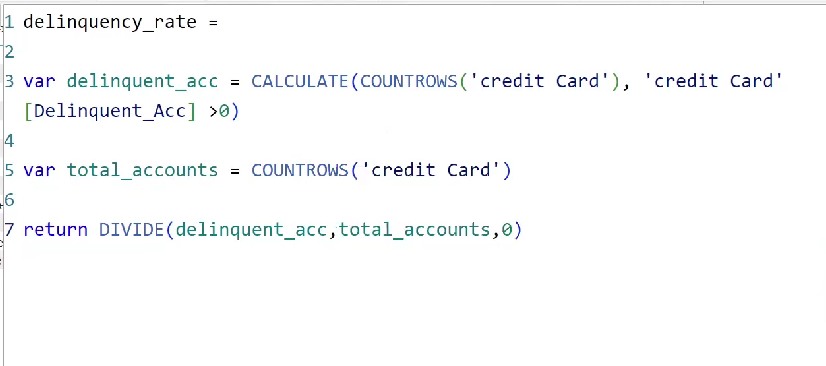 1 delinquency_rate =
2
3 var delinquent_acc = CALCULATE(COUNTROWS('credit Card'), 'credit Card'
[Delinquent_Acc] >0)
4
5 var total_accounts = COUNTROWS('credit Card')
6
7 return DIVIDE(delinquent_acc,total_accounts,0)